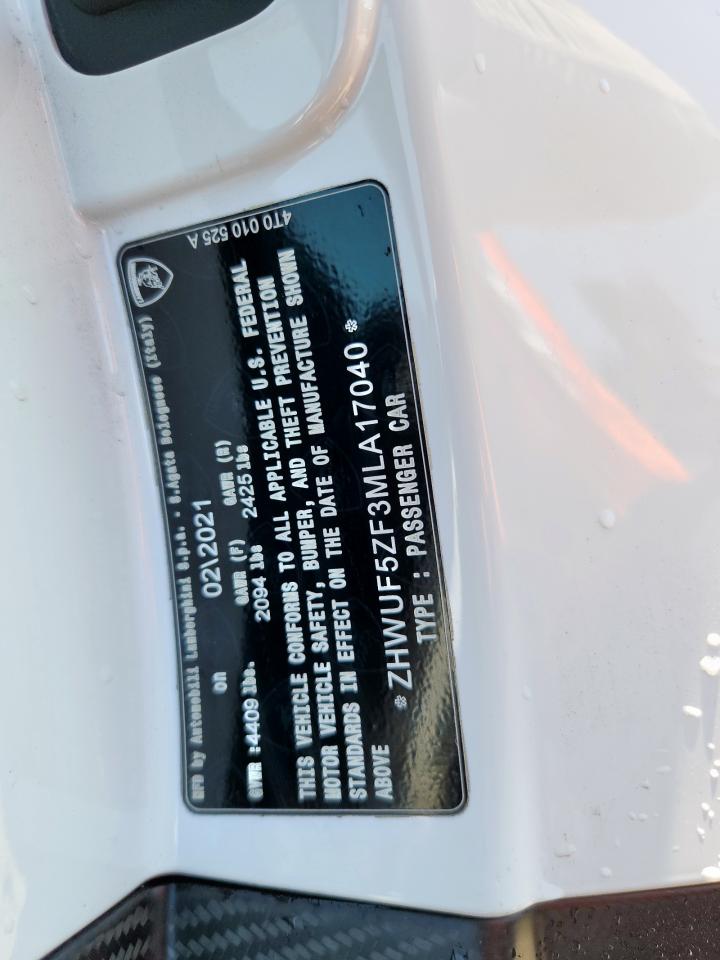 MFD by Automobili Lamborghini S.p.A. - S.Agata Bolognese (Italy)
on 02\2021
GAWR (F) GAWR (R)
GVWR :4409 lbs. 2094 lbs 2425 lbs
THIS VEHICLE CONFORMS TO ALL APPLICABLE U.S. FEDERAL
MOTOR VEHICLE SAFETY, BUMPER, AND THEFT PREVENTION
STANDARDS IN EFFECT ON THE DATE OF MANUFACTURE SHOWN
ABOVE
*ZHWUF5ZF3MLA17040*
TYPE : PASSENGER CAR
4T0 010 525 A